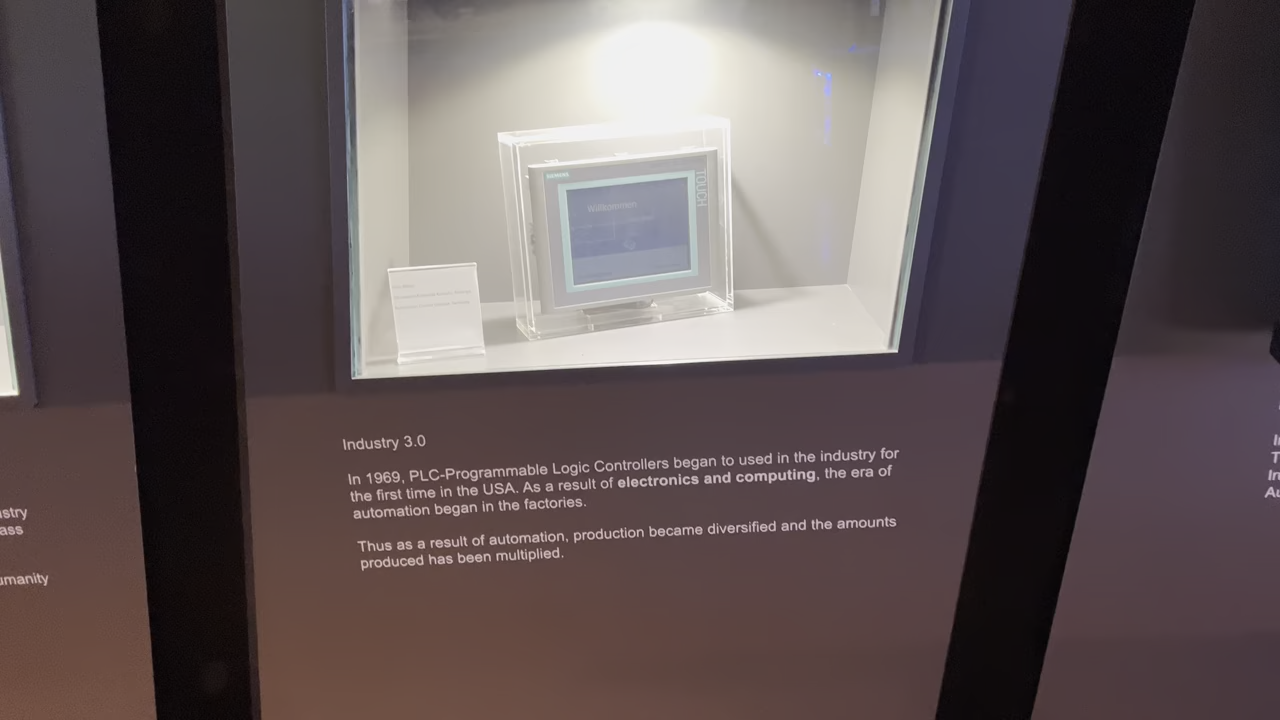 SIEMENS
TOUCH
Willkommen
Industry 3.0
In 1969, PLC-Programmable Logic Controllers began to used in the industry for
the first time in the USA. As a result of electronics and computing, the era of
automation began in the factories.
Thus as a result of automation, production became diversified and the amounts
produced has been multiplied.
ass
umanity